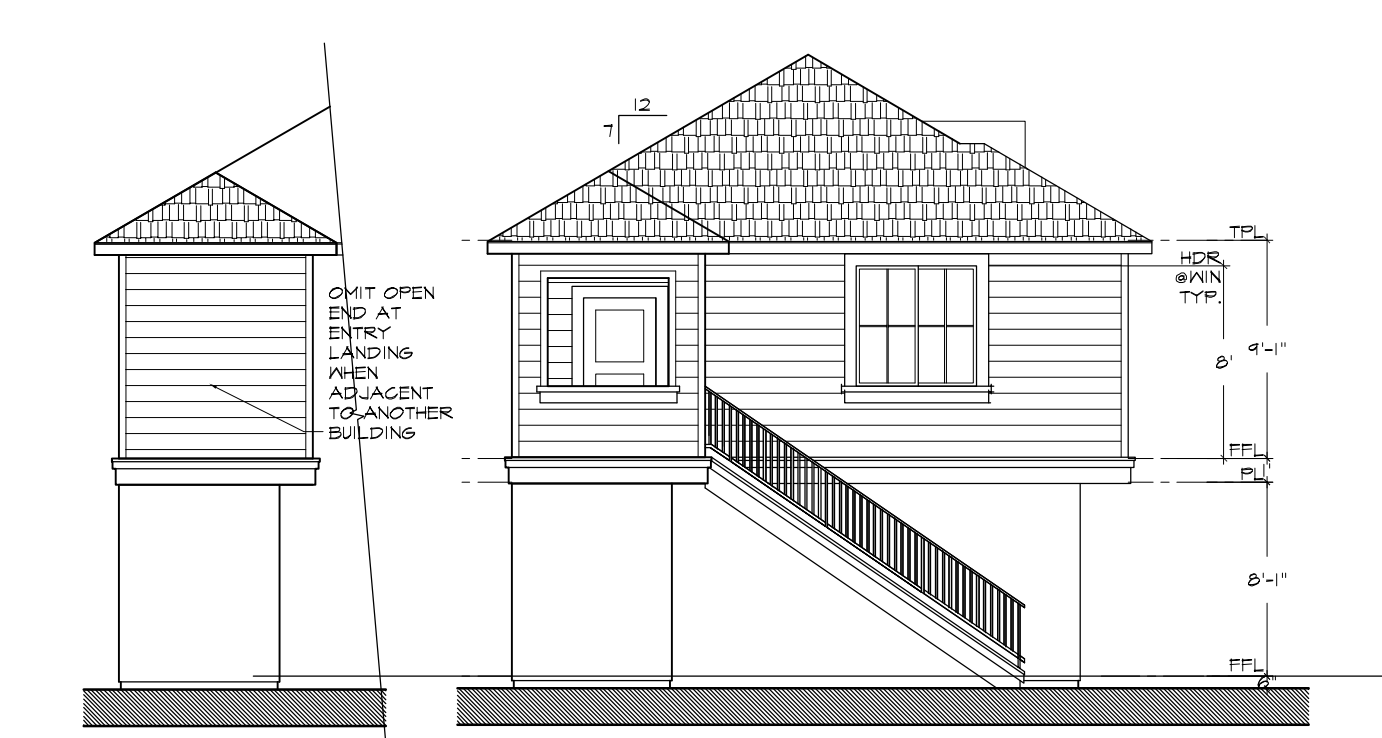 12
7
TPL
HDR
@WIN
TYP.
OMIT OPEN
END AT
ENTRY
LANDING
WHEN
ADJACENT
TO ANOTHER
BUILDING
8'
9'-1"
FFL
PL
8'-1"
FFL
6"